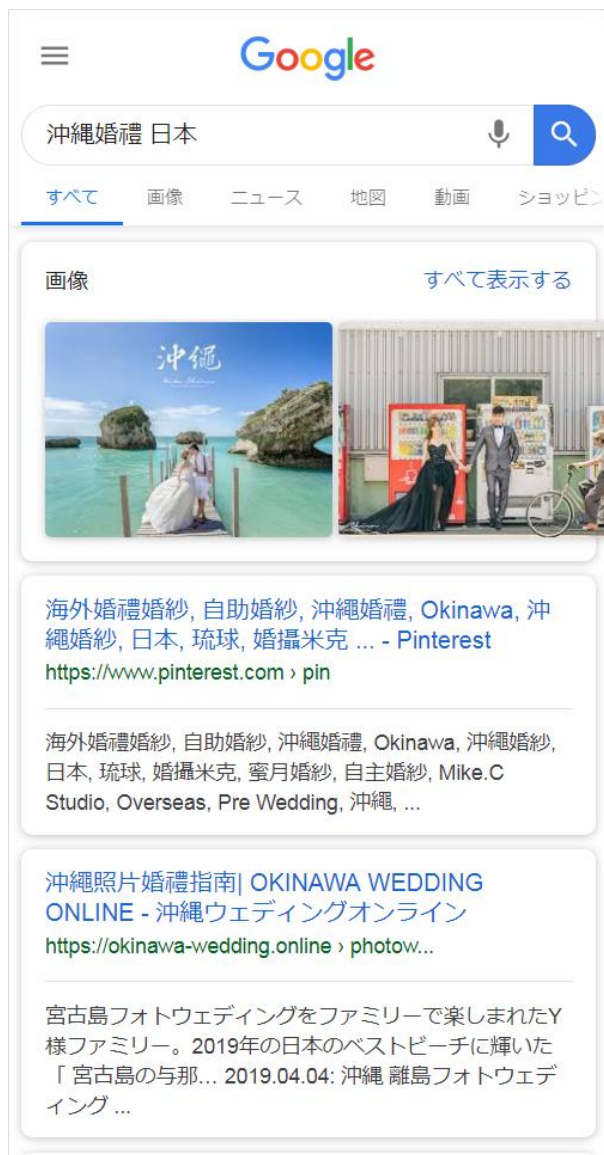 Google
沖縄婚禮 日本
すべて 画像 ニュース 地図 動画 ショッピン
画像 すべて表示する
沖繩
海外婚禮婚紗, 自助婚紗, 沖繩婚禮, Okinawa, 沖
繩婚紗, 日本, 琉球, 婚攝米克 ... - Pinterest
https://www.pinterest.com › pin
海外婚禮婚紗, 自助婚紗, 沖繩婚禮, Okinawa, 沖繩婚紗,
日本, 琉球, 婚攝米克, 蜜月婚紗, 自主婚紗, Mike.C
Studio, Overseas, Pre Wedding, 沖繩, ...
沖繩照片婚禮指南| OKINAWA WEDDING
ONLINE - 沖縄ウェディングオンライン
https://okinawa-wedding.online › photow...
宮古島フォトウェディングをファミリーで楽しまれたY
様ファミリー。2019年の日本のベストビーチに輝いた
「 宮古島の与那... 2019.04.04: 沖縄 離島フォトウェデ
ィング ...